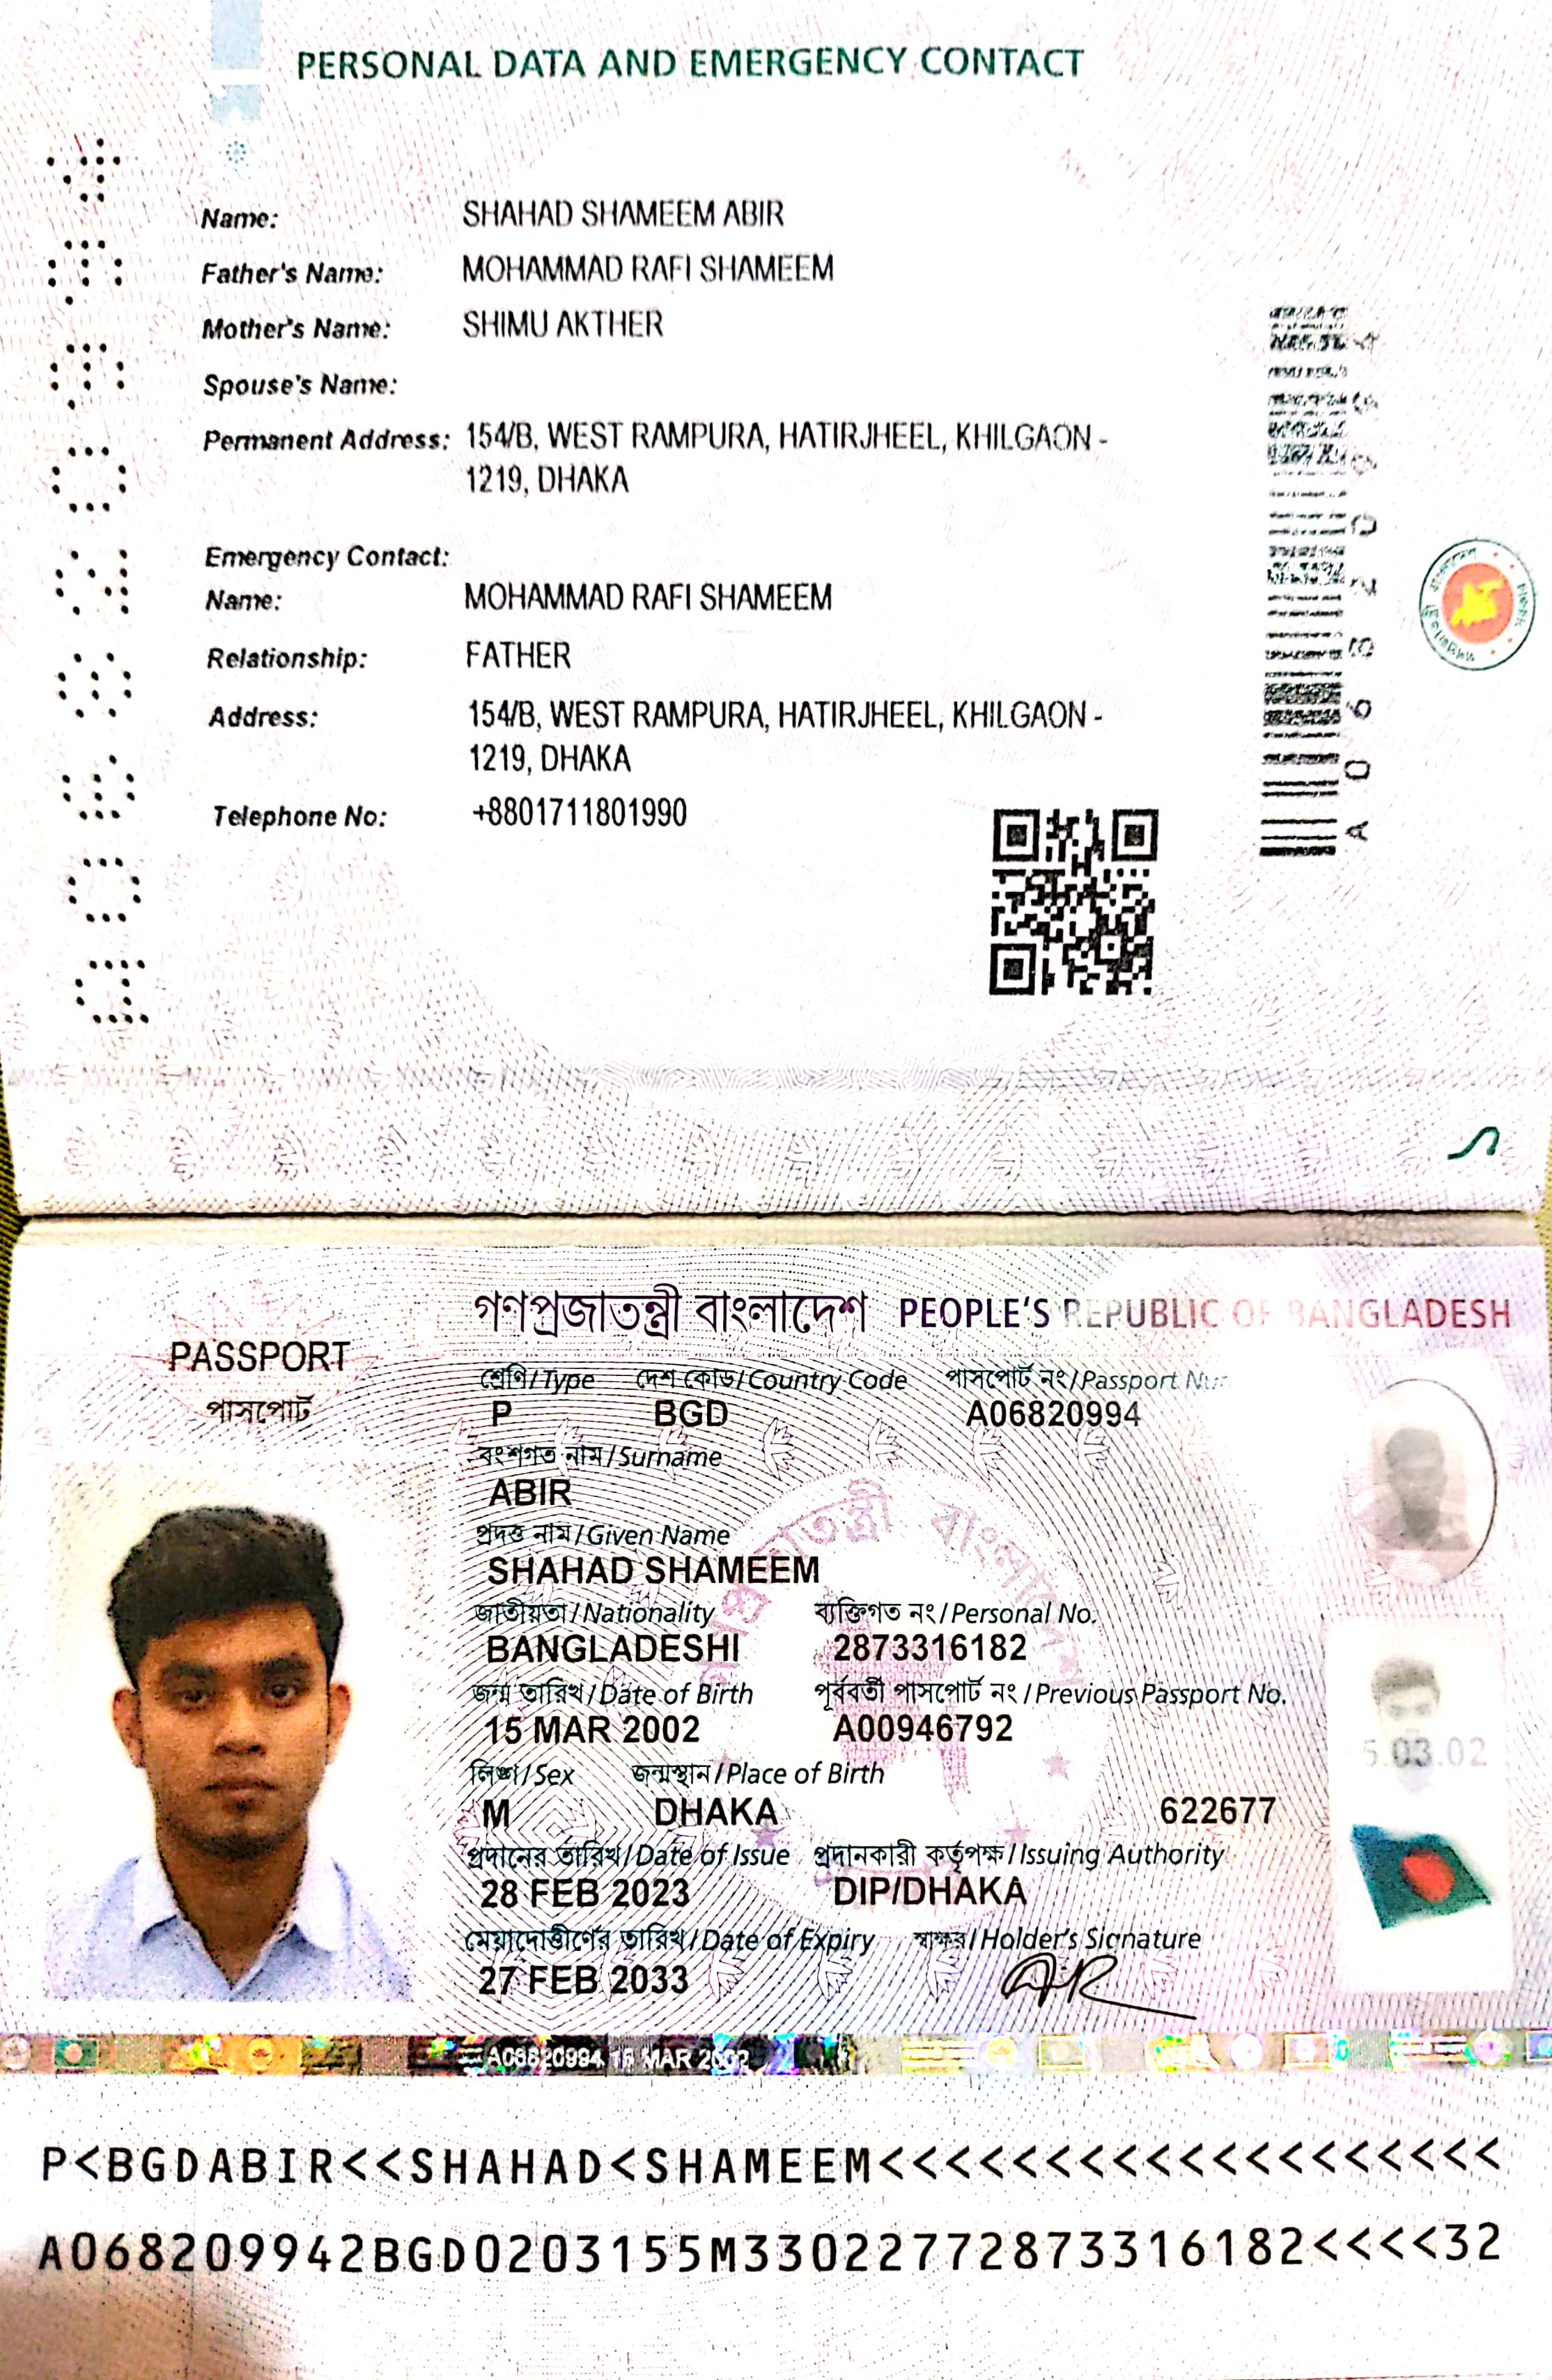 PERSONAL DATA AND EMERGENCY CONTACT
Name: SHAHAD SHAMEEM ABIR
Father's Name: MOHAMMAD RAFI SHAMEEM
Mother's Name: SHIMU AKTHER
Spouse's Name:
Permanent Address: 154/B, WEST RAMPURA, HATIRJHEEL, KHILGAON -
1219, DHAKA
Emergency Contact:
Name: MOHAMMAD RAFI SHAMEEM
Relationship: FATHER
Address: 154/B, WEST RAMPURA, HATIRJHEEL, KHILGAON -
1219, DHAKA
Telephone No: +8801711801990
গণপ্রজাতন্ত্রী বাংলাদেশ PEOPLE'S REPUBLIC OF BANGLADESH
PASSPORT
পাসপোর্ট
শ্রেণি/Type দেশ কোড/Country Code পাসপোর্ট নং/Passport
P BGD A06820994
বংশগত নাম/Surname
ABIR
প্রদত্ত নাম/Given Name
SHAHAD SHAMEEM
জাতীয়তা/Nationality ব্যক্তিগত নং/Personal No.
BANGLADESHI 2873316182
জন্ম তারিখ/Date of Birth পূর্ববর্তী পাসপোর্ট নং/Previous Passport No.
15 MAR 2002 A00946792
লিঙ্গ/Sex জন্মস্থান/Place of Birth
M DHAKA 622677
প্রদানের তারিখ/Date of Issue প্রদানকারী কর্তৃপক্ষ/Issuing Authority
28 FEB 2023 DIP/DHAKA
মেয়াদোত্তীর্ণের তারিখ/Date of Expiry স্বাক্ষর/Holder's Signature
27 FEB 2033
A06820994 15 MAR 2002
P<BGDABIR<<SHAHAD<SHAMEEM<<<<<<<<<<<<<<<<<<<
A068209942BGD0203155M33022772873316182<<<<32